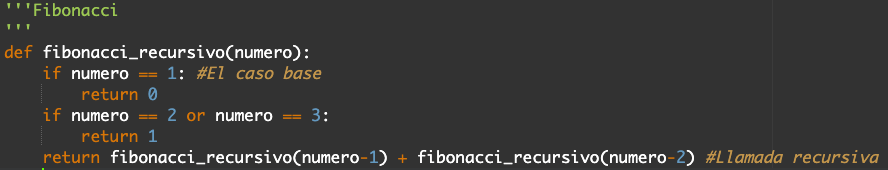 '''Fibonacci
'''
def fibonacci_recursivo(numero):
    if numero == 1: #El caso base
        return 0
    if numero == 2 or numero == 3:
        return 1
    return fibonacci_recursivo(numero-1) + fibonacci_recursivo(numero-2) #Llamada recursiva